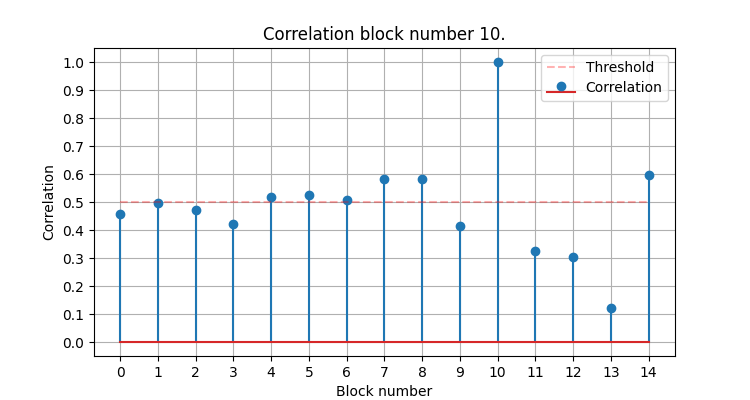 Correlation block number 10.
Threshold
Correlation
1.0
0.9
0.8
0.7
0.6
0.5
0.4
0.3
0.2
0.1
0.0
Correlation
0 1 2 3 4 5 6 7 8 9 10 11 12 13 14
Block number